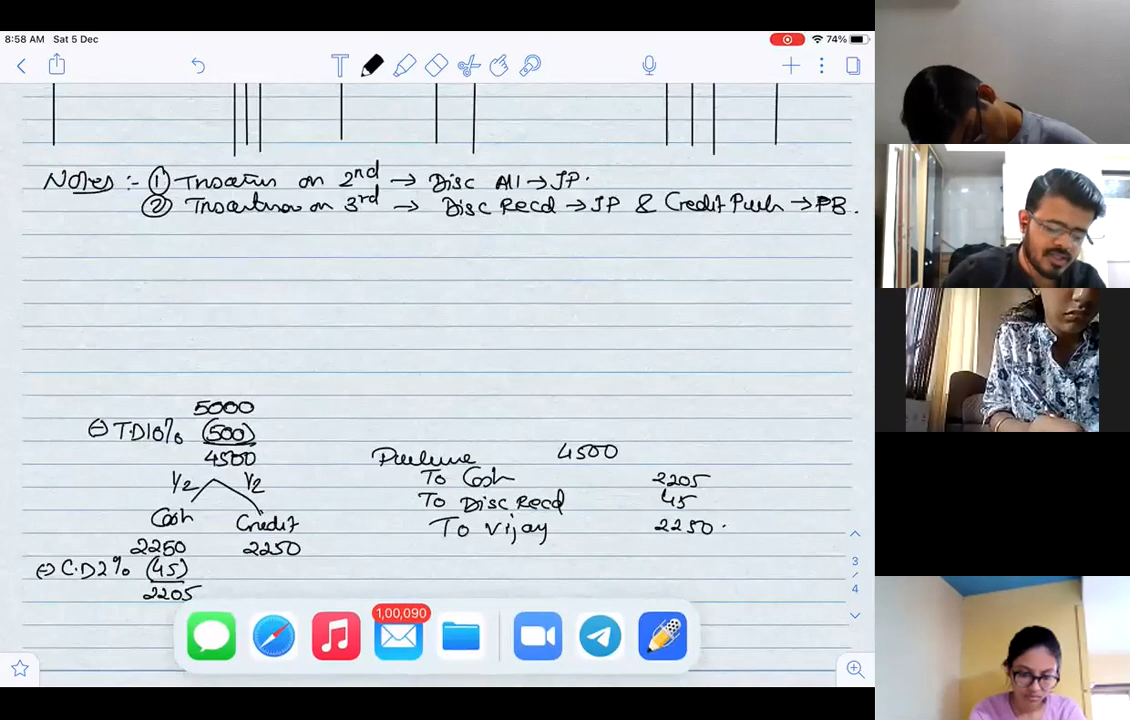 8:58 AM Sat 5 Dec 74%
Notes :- ① on 2nd → Disc All → JP.
② on 3rd → Disc Recd → JP & Credit Purch → PB.
5000
⊖ T.D 10% (500)
4500
1/2 1/2
Cash Credit
2250 2250
⊖ C.D 2% (45)
2205
Purchase 4500
To Cash 2205
To Disc Recd 45
To Vijay 2250.
3
/
4
1,00,090